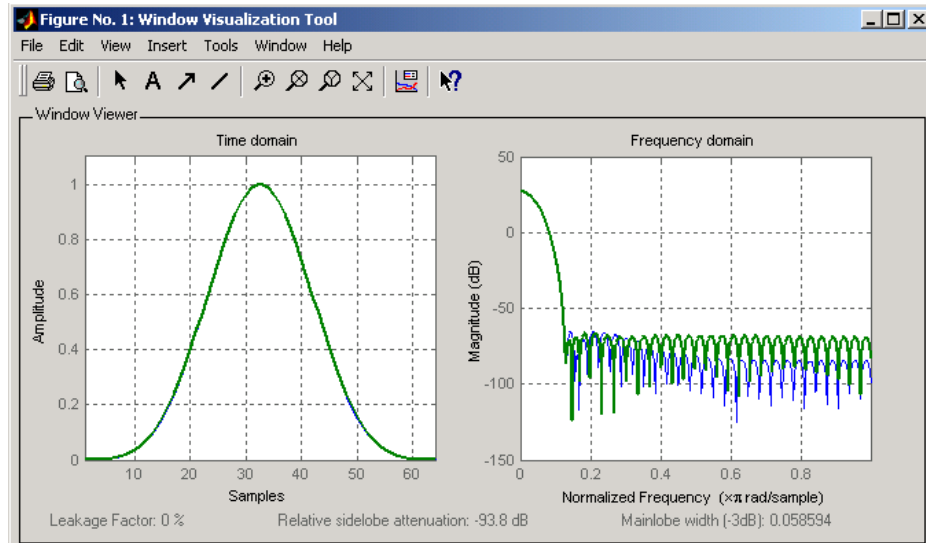 Figure No. 1: Window Visualization Tool
File Edit View Insert Tools Window Help
A
?
Window Viewer
Time domain
1
0.8
0.6
0.4
0.2
0
10 20 30 40 50 60
Amplitude
Samples
Frequency domain
50
0
-50
-100
-150
0 0.2 0.4 0.6 0.8
Magnitude (dB)
Normalized Frequency (×π rad/sample)
Leakage Factor: 0 % Relative sidelobe attenuation: -93.8 dB Mainlobe width (-3dB): 0.058594